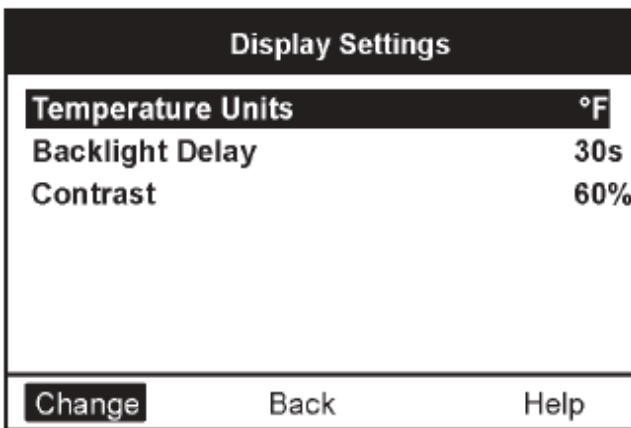 Display Settings
Temperature Units °F
Backlight Delay 30s
Contrast 60%
Change Back Help